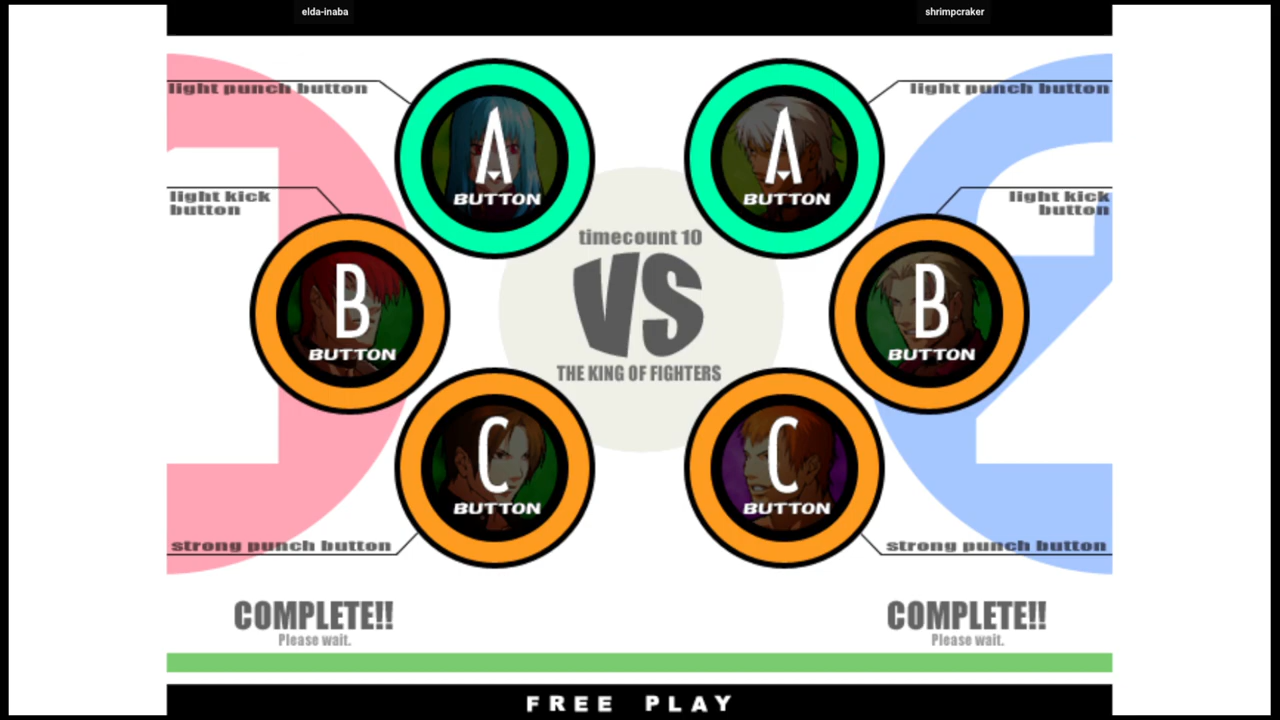 elda-inaba
shrimpcraker
light punch button
A
BUTTON
A
BUTTON
light punch button
light kick
button
B
BUTTON
timecount 10
VS
THE KING OF FIGHTERS
light kick
button
B
BUTTON
C
BUTTON
C
BUTTON
strong punch button
strong punch button
COMPLETE!!
Please wait.
COMPLETE!!
Please wait.
1
2
FREE PLAY